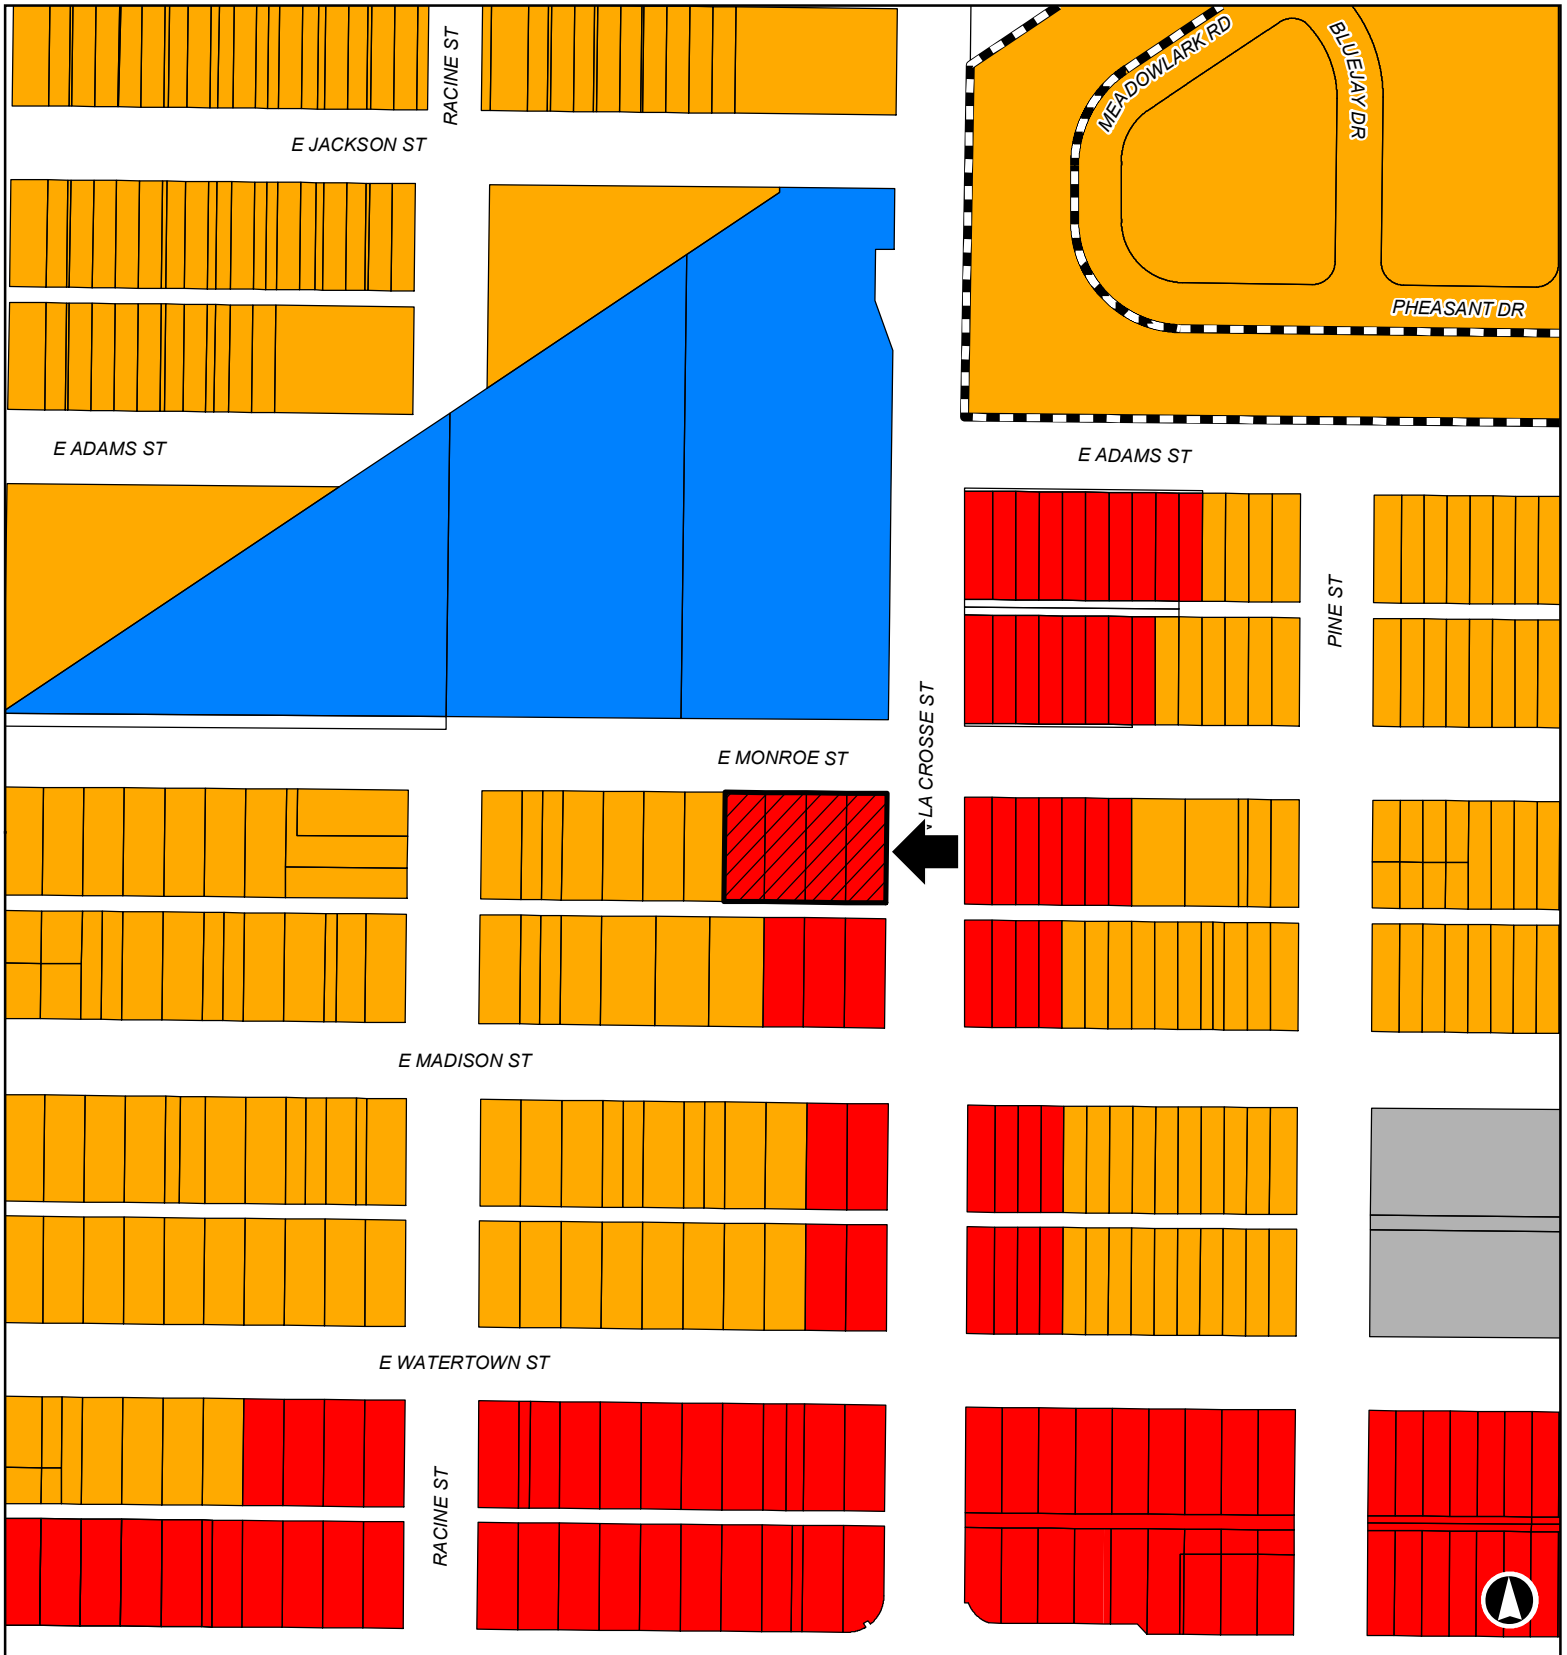 RACINE ST
MEADOWLARK RD
BLUEJAY DR
E JACKSON ST
PHEASANT DR
E ADAMS ST
E ADAMS ST
PINE ST
LA CROSSE ST
E MONROE ST
E MADISON ST
E WATERTOWN ST
RACINE ST